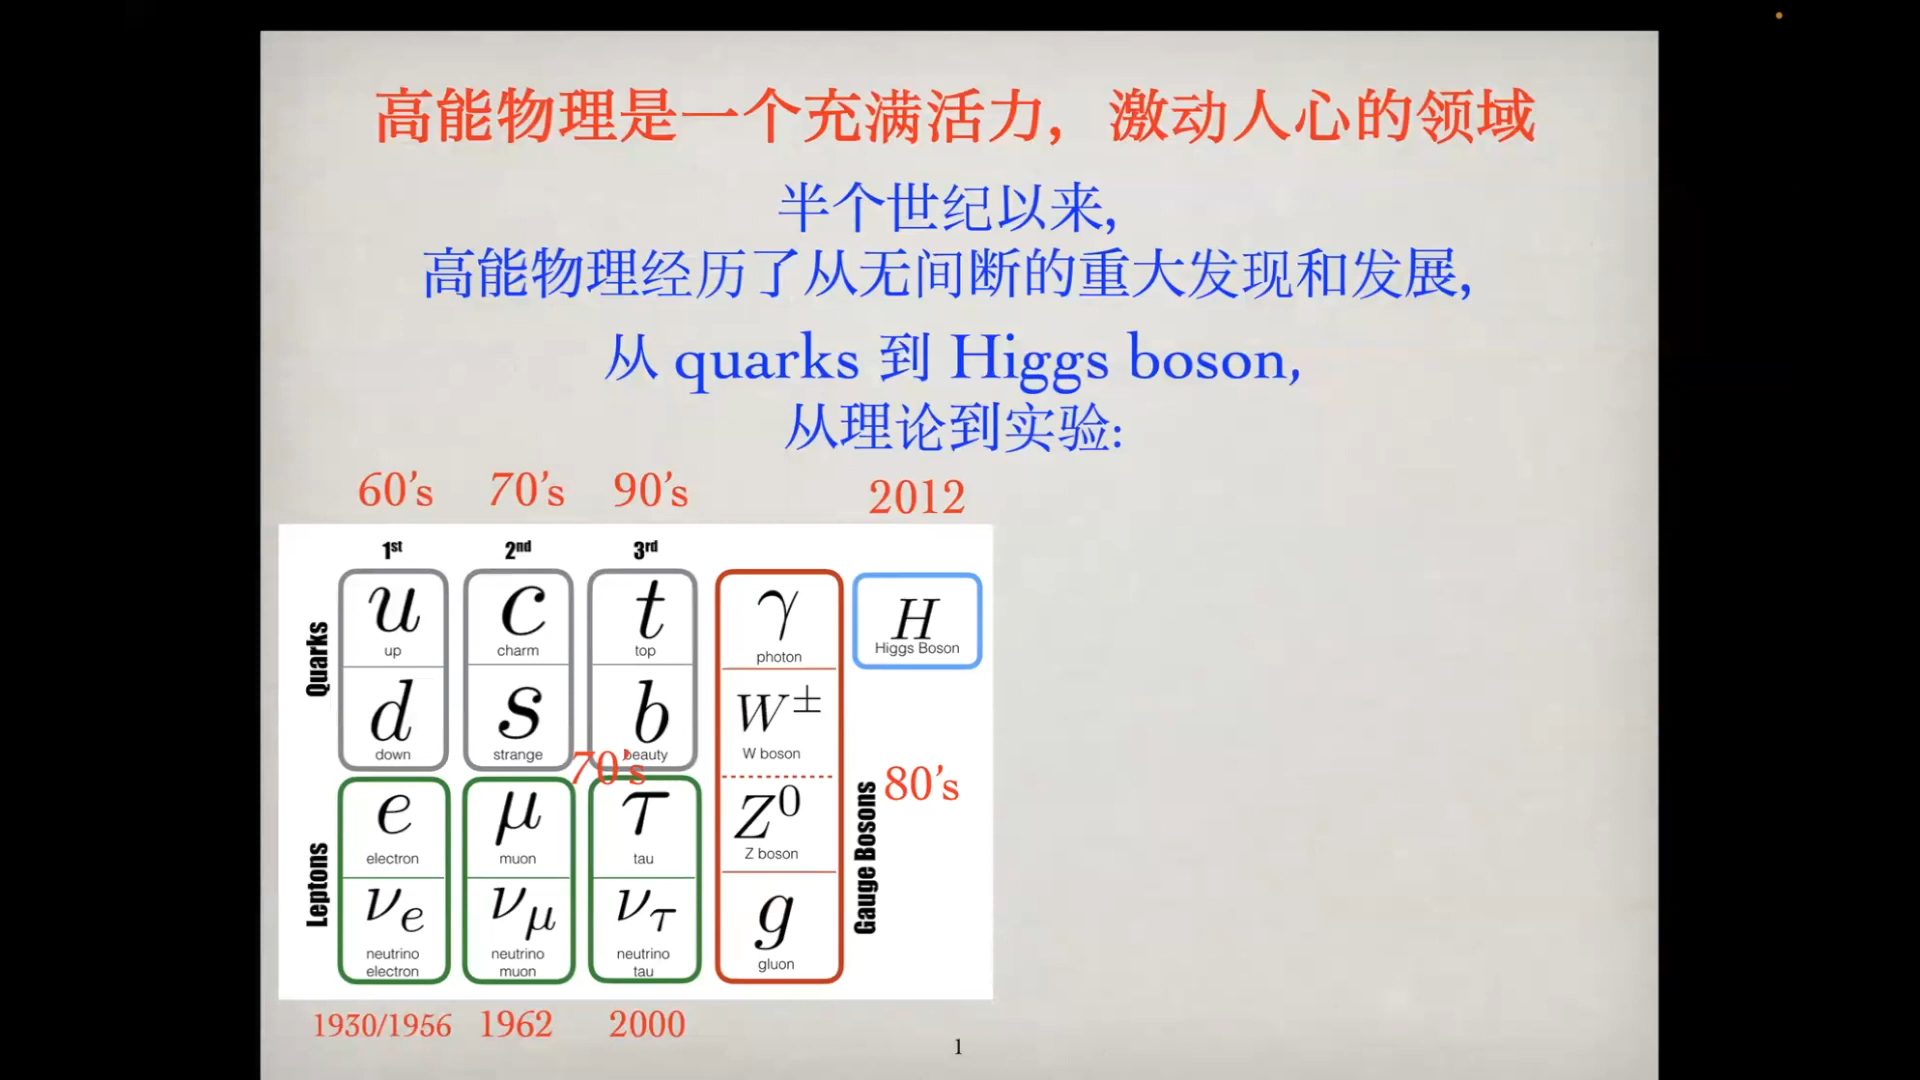 高能物理是一个充满活力，激动人心的领域
半个世纪以来,
高能物理经历了从无间断的重大发现和发展,
从 quarks 到 Higgs boson,
从理论到实验:
60's 70's 90's 2012
1st 2nd 3rd
Quarks
u c t γ H
up charm top photon Higgs Boson
d s b W±
down strange beauty W boson
70's
80's
Leptons
e μ τ Z0
electron muon tau Z boson
Gauge Bosons
νe νμ ντ g
neutrino electron
neutrino muon
neutrino tau
gluon
1930/1956 1962 2000
1